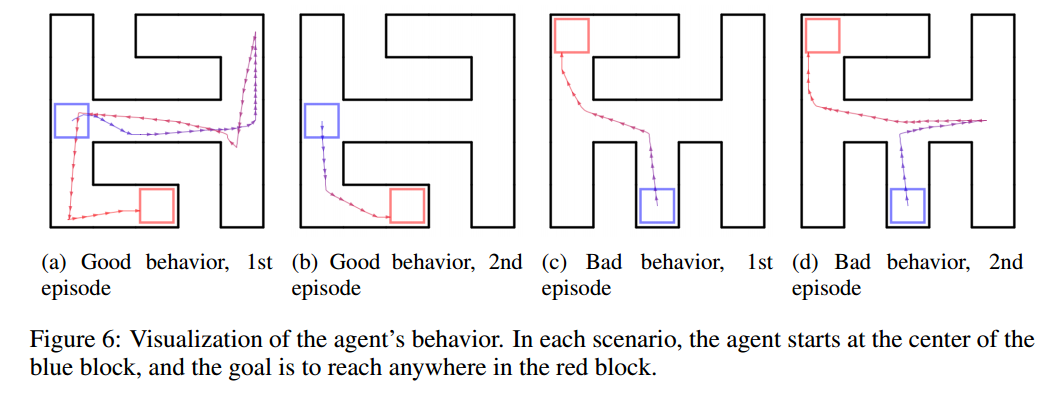 (a) Good behavior, 1st episode
(b) Good behavior, 2nd episode
(c) Bad behavior, 1st episode
(d) Bad behavior, 2nd episode
Figure 6: Visualization of the agent's behavior. In each scenario, the agent starts at the center of the
blue block, and the goal is to reach anywhere in the red block.